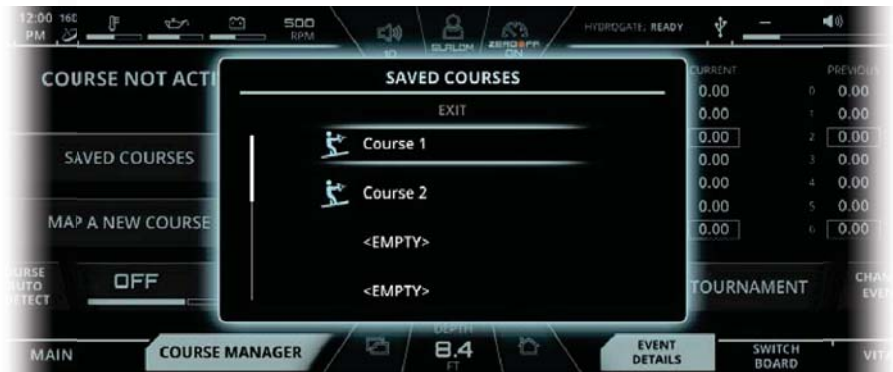 12:00 160
PM
500
RPM
10
SLALOM
ZEROOFF
ON
HYDROGATE: READY
COURSE NOT ACTI
SAVED COURSES
EXIT
Course 1
Course 2
<EMPTY>
<EMPTY>
SAVED COURSES
MAP A NEW COURSE
AUTO
OFF
CURRENT PREVIOUS
0.00 0 0.00
0.00 1 0.00
0.00 2 0.00
0.00 3 0.00
0.00 4 0.00
0.00 5 0.00
0.00 6 0.00
TOURNAMENT
MAIN
COURSE MANAGER
DEPTH
8.4
FT
EVENT
DETAILS
SWITCH
BOARD